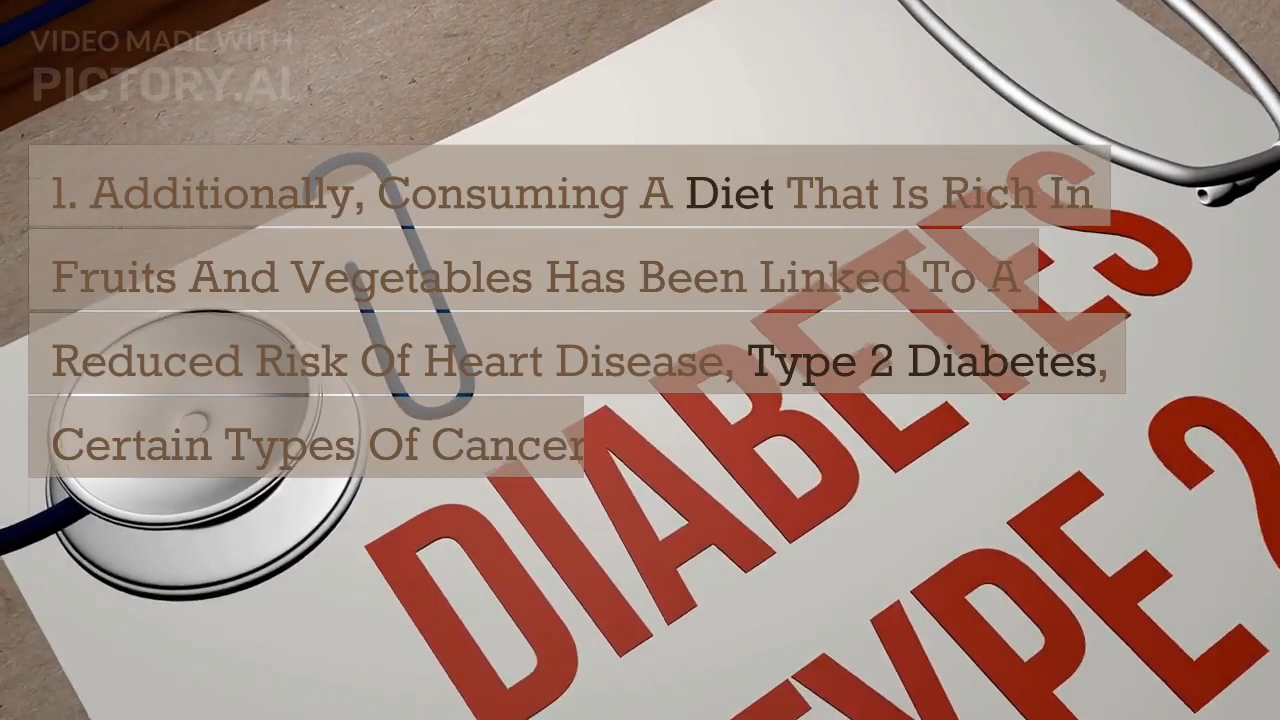 VIDEO MADE WITH
PICTORY.AI
1. Additionally, Consuming A Diet That Is Rich In
Fruits And Vegetables Has Been Linked To A
Reduced Risk Of Heart Disease, Type 2 Diabetes,
Certain Types Of Cancer
DIABETES
TYPE 2